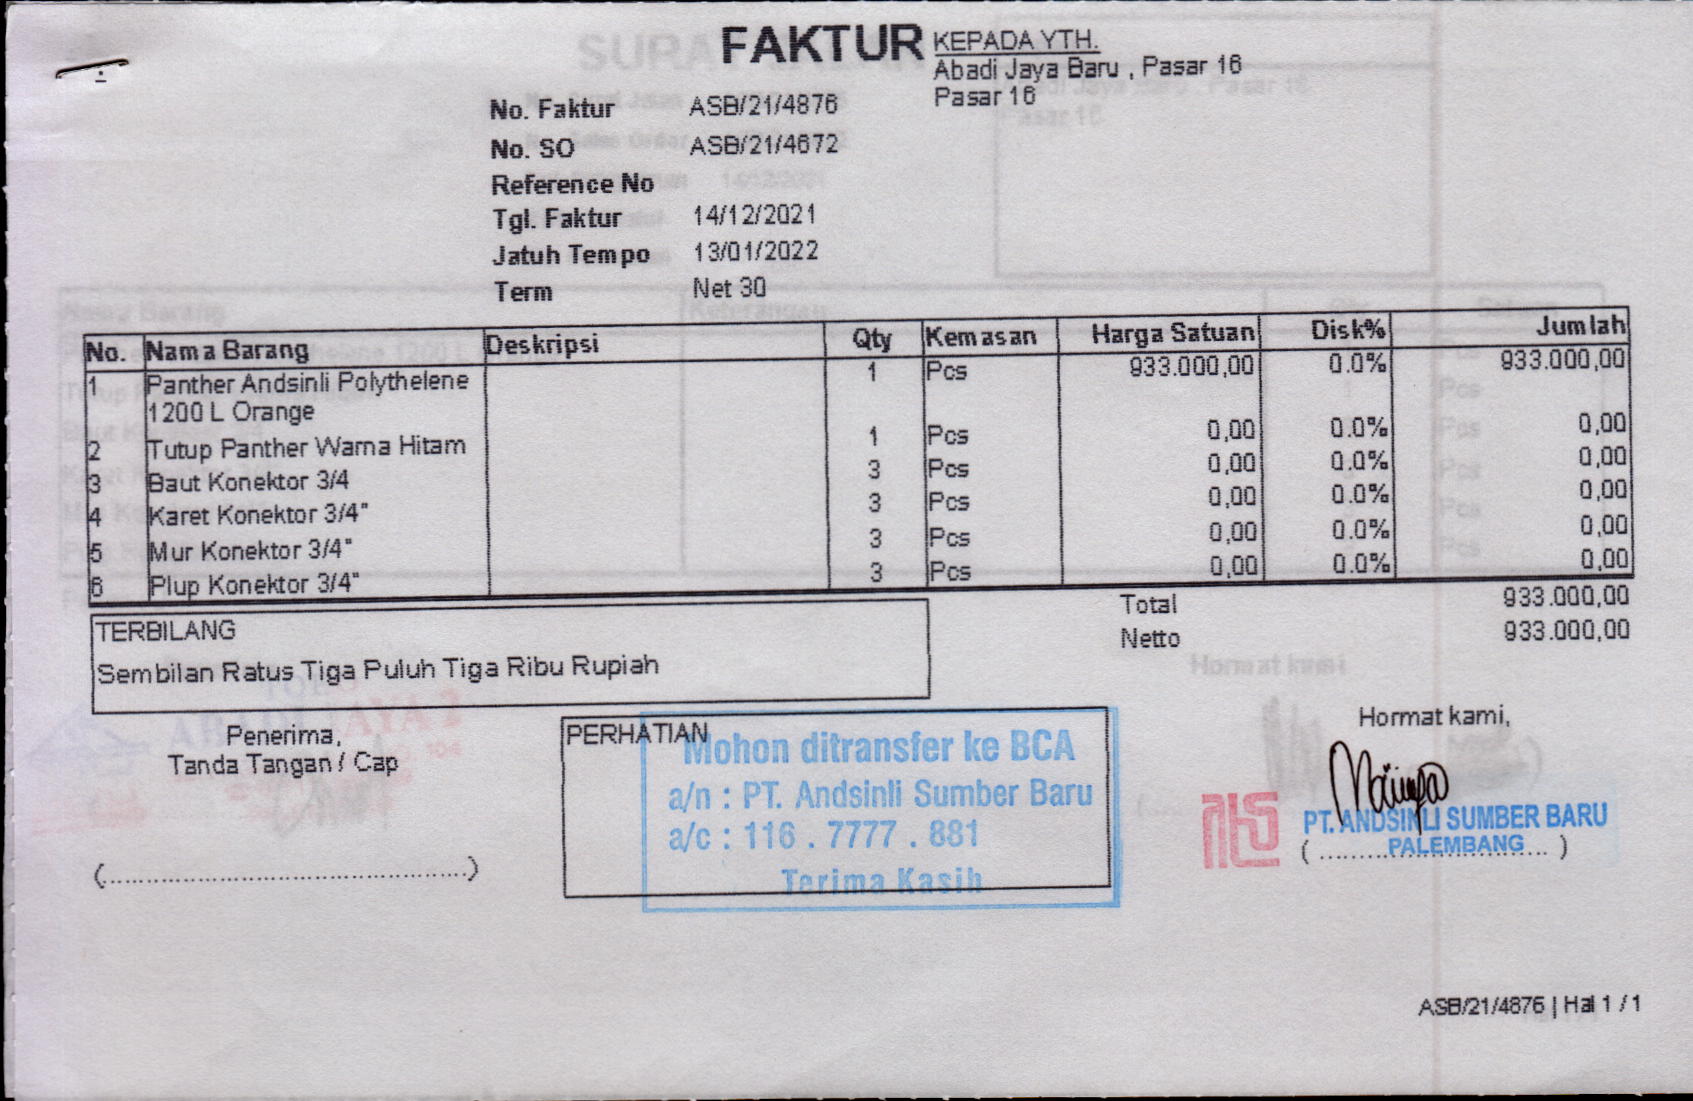 FAKTUR
KEPADA YTH.
Abadi Jaya Baru , Pasar 16
Pasar 16
No. Faktur ASB/21/4876
No. SO ASB/21/4672
Reference No
Tgl. Faktur 14/12/2021
Jatuh Tempo 13/01/2022
Term Net 30
No. Nama Barang Deskripsi Qty Kemasan Harga Satuan Disk% Jumlah
1 Panther Andsinli Polythelene 1 Pcs 933.000,00 0.0% 933.000,00
1200 L Orange
2 Tutup Panther Warna Hitam 1 Pcs 0,00 0.0% 0,00
3 Baut Konektor 3/4 3 Pcs 0,00 0.0% 0,00
4 Karet Konektor 3/4" 3 Pcs 0,00 0.0% 0,00
5 Mur Konektor 3/4" 3 Pcs 0,00 0.0% 0,00
6 Plup Konektor 3/4" 3 Pcs 0,00 0.0% 0,00
Total 933.000,00
Netto 933.000,00
TERBILANG
Sembilan Ratus Tiga Puluh Tiga Ribu Rupiah
Penerima,
Tanda Tangan / Cap
(................................................)
PERHATIAN
Mohon ditransfer ke BCA
a/n : PT. Andsinli Sumber Baru
a/c : 116 . 7777 . 881
Terima Kasih
Hormat kami,
PT. ANDSINLI SUMBER BARU
PALEMBANG
ASB/21/4876 | Hal 1 / 1